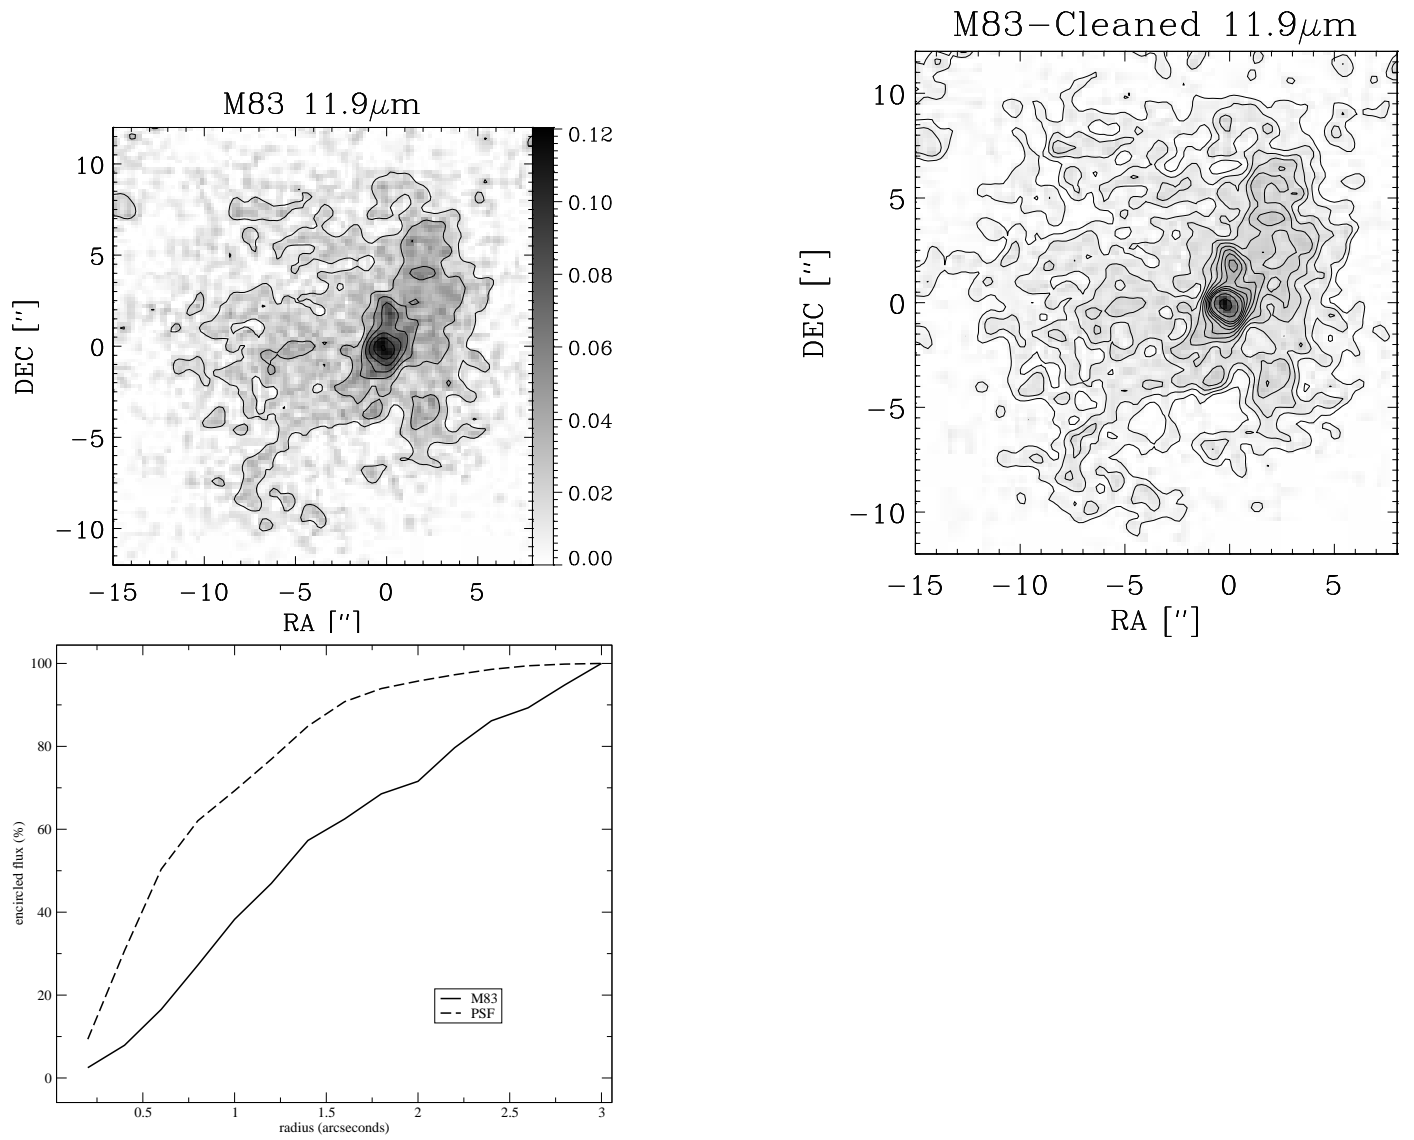 M83 11.9μm
10
5
0
−5
−10
DEC [″]
−15 −10 −5 0 5
RA [″]
0.12
0.10
0.08
0.06
0.04
0.02
0.00
M83−Cleaned 11.9μm
10
5
0
−5
−10
DEC [″]
−15 −10 −5 0 5
RA [″]
100
80
60
40
20
0
encircled flux (%)
M83
PSF
0.5 1 1.5 2 2.5 3
radius (arcseconds)